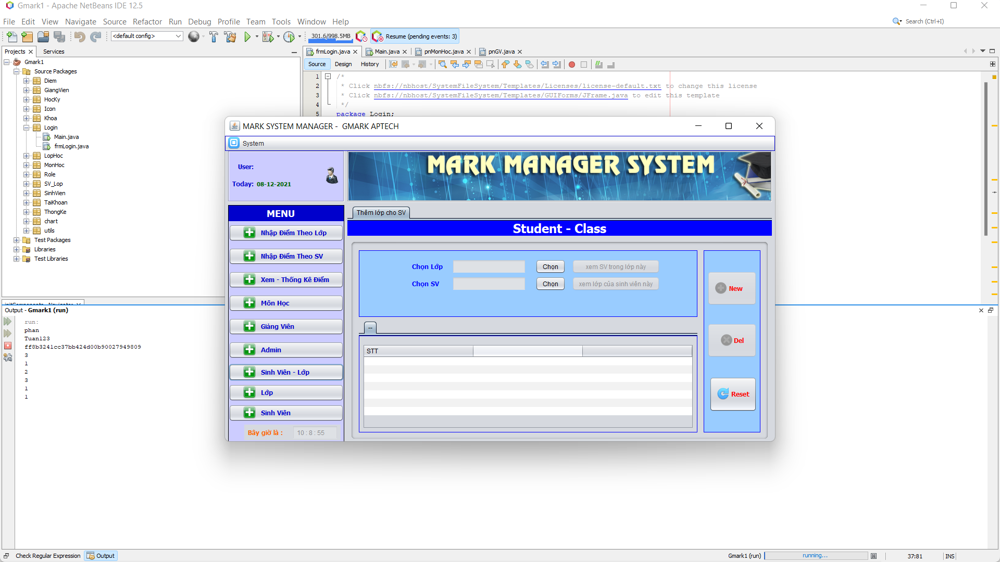 Gmark1 - Apache NetBeans IDE 12.5
File Edit View Navigate Source Refactor Run Debug Profile Team Tools Window Help
Search (Ctrl+I)
<default config>
301.6/998.5MB
Resume (pending events: 3)
Projects
Services
frmLogin.java
Main.java
pnMonHoc.java
pnGV.java
Source Design History
Gmark1
Source Packages
Diem
GiangVien
HocKy
Icon
Khoa
Login
Main.java
frmLogin.java
LopHoc
MonHoc
Role
SV_Lop
SinhVien
TaiKhoan
ThongKe
chart
utils
Test Packages
Libraries
Test Libraries
1 /*
2 * Click nbfs://nbhost/SystemFileSystem/Templates/Licenses/license-default.txt to change this license
3 * Click nbfs://nbhost/SystemFileSystem/Templates/GUIForms/JFrame.java to edit this template
4 */
5 package Login;
MARK SYSTEM MANAGER - GMARK APTECH
System
User:
Today: 08-12-2021
MARK MANAGER SYSTEM
MENU
Nhập Điểm Theo Lớp
Nhập Điểm Theo SV
Xem - Thống Kê Điểm
Môn Học
Giảng Viên
Admin
Sinh Viên - Lớp
Lớp
Sinh Viên
Bây giờ là : 10 : 8 : 55
Thêm lớp cho SV
Student - Class
Chọn Lớp Chọn xem SV trong lớp này
Chọn SV Chọn xem lớp của sinh viên này
--
STT
New
Del
Reset
initComponents - Navigator
Output - Gmark1 (run)
run:
phan
Tuan123
ff8b3241cc37bb424d00b90027949809
3
1
2
3
1
1
Check Regular Expression
Output
Gmark1 (run)
running...
37:81
INS